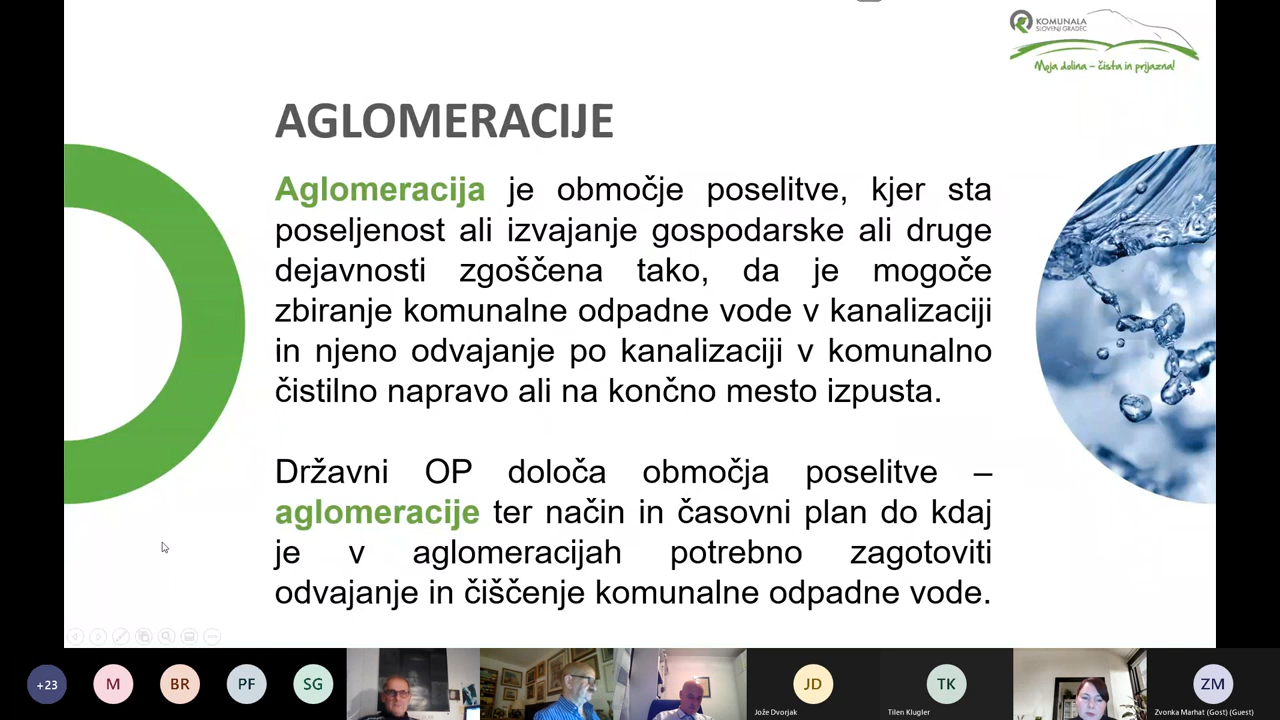 KOMUNALA
SLOVENJ GRADEC
Moja dolina – čista in prijazna!
AGLOMERACIJE
Aglomeracija je območje poselitve, kjer sta
poseljenost ali izvajanje gospodarske ali druge
dejavnosti zgoščena tako, da je mogoče
zbiranje komunalne odpadne vode v kanalizaciji
in njeno odvajanje po kanalizaciji v komunalno
čistilno napravo ali na končno mesto izpusta.
Državni OP določa območja poselitve –
aglomeracije ter način in časovni plan do kdaj
je v aglomeracijah potrebno zagotoviti
odvajanje in čiščenje komunalne odpadne vode.
+23 M BR PF SG JD TK ZM
Jože Dvorjak Tilen Klugler Zvonka Marhat (Gost) (Guest)